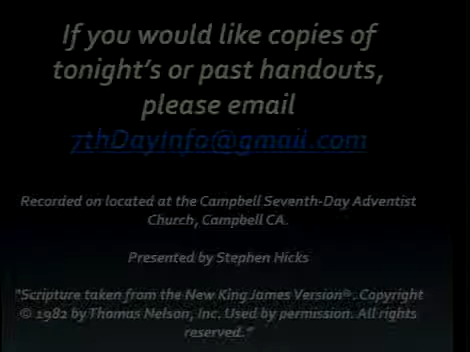 If you would like copies of
tonight's or past handouts,
please email
7thDayInfo@gmail.com
Recorded on located at the Campbell Seventh-Day Adventist
Church, Campbell CA.
Presented by Stephen Hicks
"Scripture taken from the New King James Version®. Copyright
© 1982 by Thomas Nelson, Inc. Used by permission. All rights
reserved."